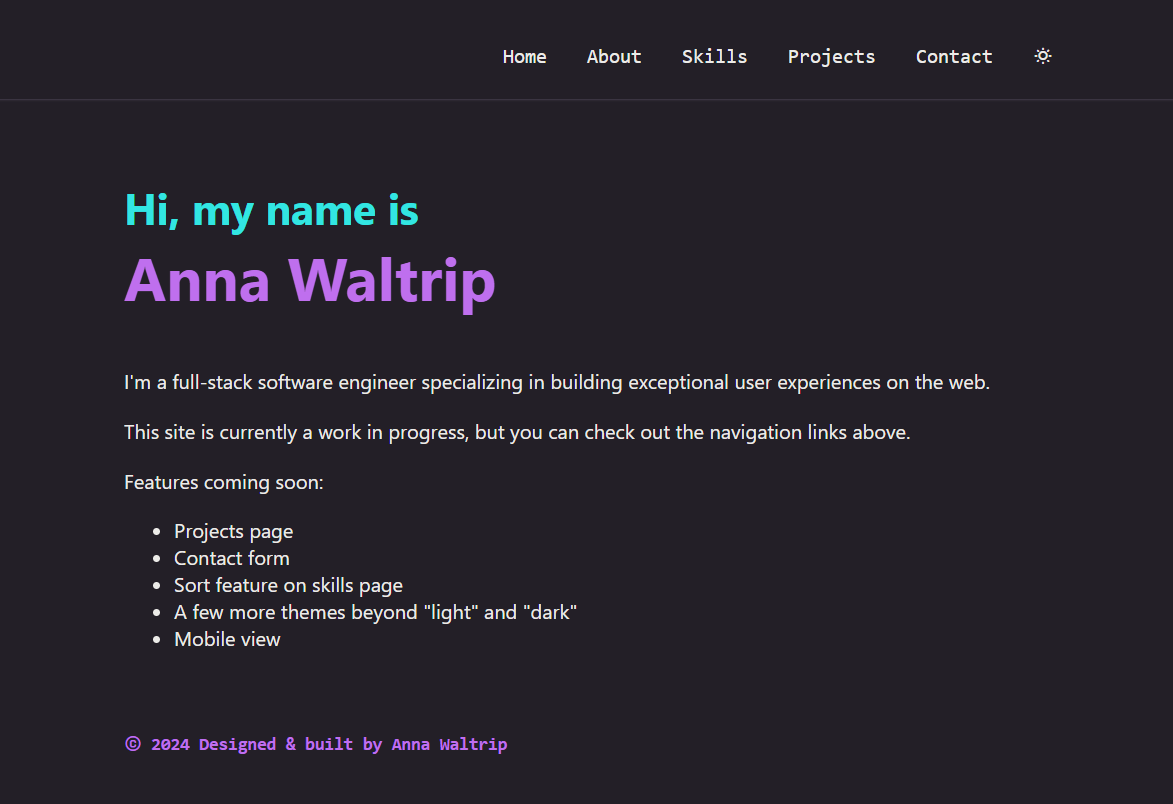 Home About Skills Projects Contact
Hi, my name is
Anna Waltrip
I'm a full-stack software engineer specializing in building exceptional user experiences on the web.
This site is currently a work in progress, but you can check out the navigation links above.
Features coming soon:
• Projects page
• Contact form
• Sort feature on skills page
• A few more themes beyond "light" and "dark"
• Mobile view
© 2024 Designed & built by Anna Waltrip